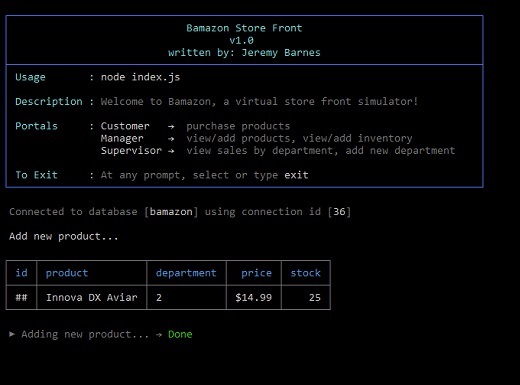 Bamazon Store Front
v1.0
written by: Jeremy Barnes
Usage : node index.js
Description : Welcome to Bamazon, a virtual store front simulator!
Portals : Customer → purchase products
Manager → view/add products, view/add inventory
Supervisor → view sales by department, add new department
To Exit : At any prompt, select or type exit
Connected to database [bamazon] using connection id [36]
Add new product...
id product department price stock
## Innova DX Aviar 2 $14.99 25
► Adding new product... → Done